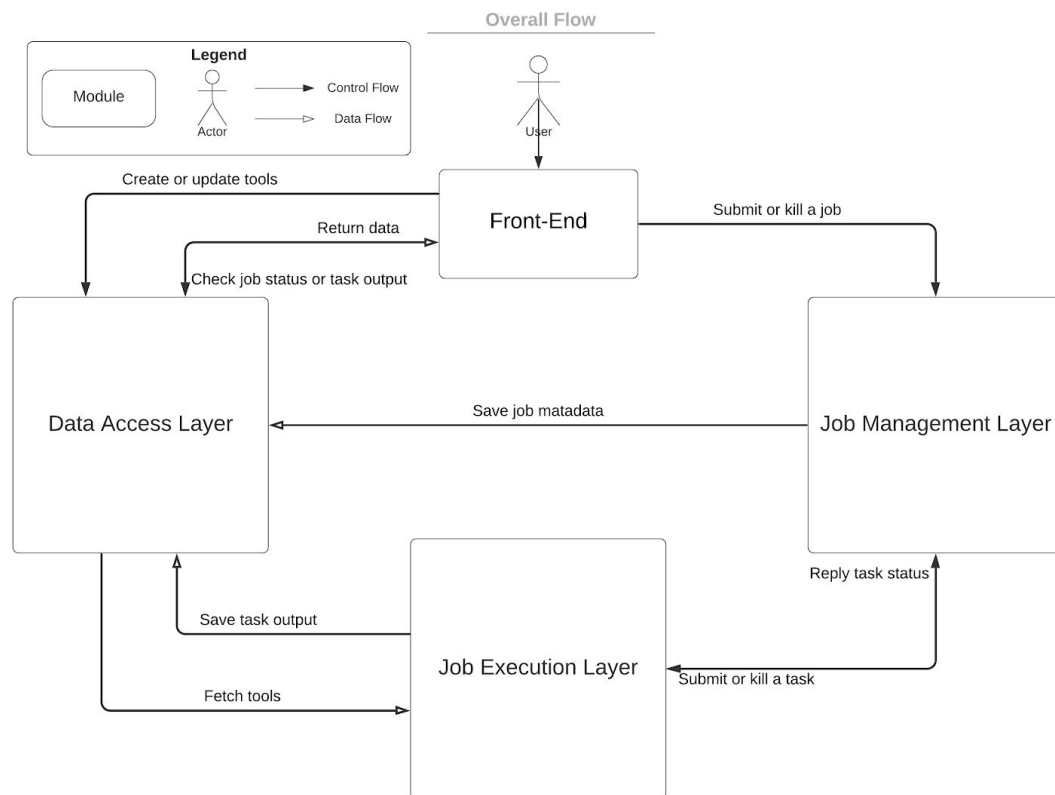 Overall Flow
Legend
Module
Actor
Control Flow
Data Flow
User
Create or update tools
Front-End
Submit or kill a job
Return data
Check job status or task output
Data Access Layer
Save job matadata
Job Management Layer
Reply task status
Save task output
Job Execution Layer
Submit or kill a task
Fetch tools